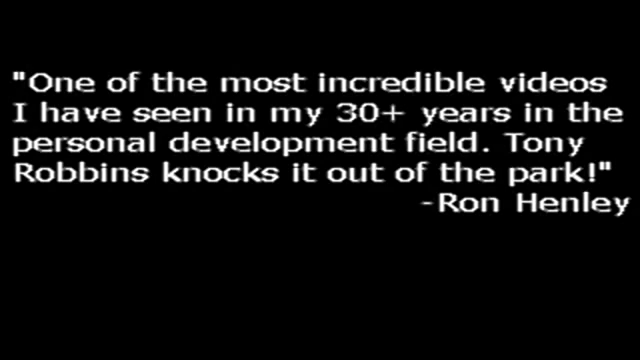 "One of the most incredible videos
I have seen in my 30+ years in the
personal development field. Tony
Robbins knocks it out of the park!"
-Ron Henley